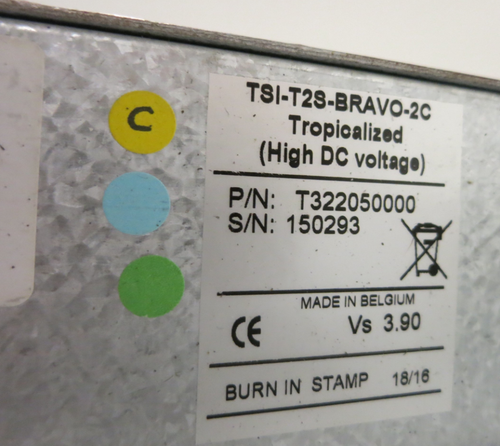 C
TSI-T2S-BRAVO-2C
Tropicalized
(High DC voltage)
P/N: T322050000
S/N: 150293
MADE IN BELGIUM
CE Vs 3.90
BURN IN STAMP 18/16